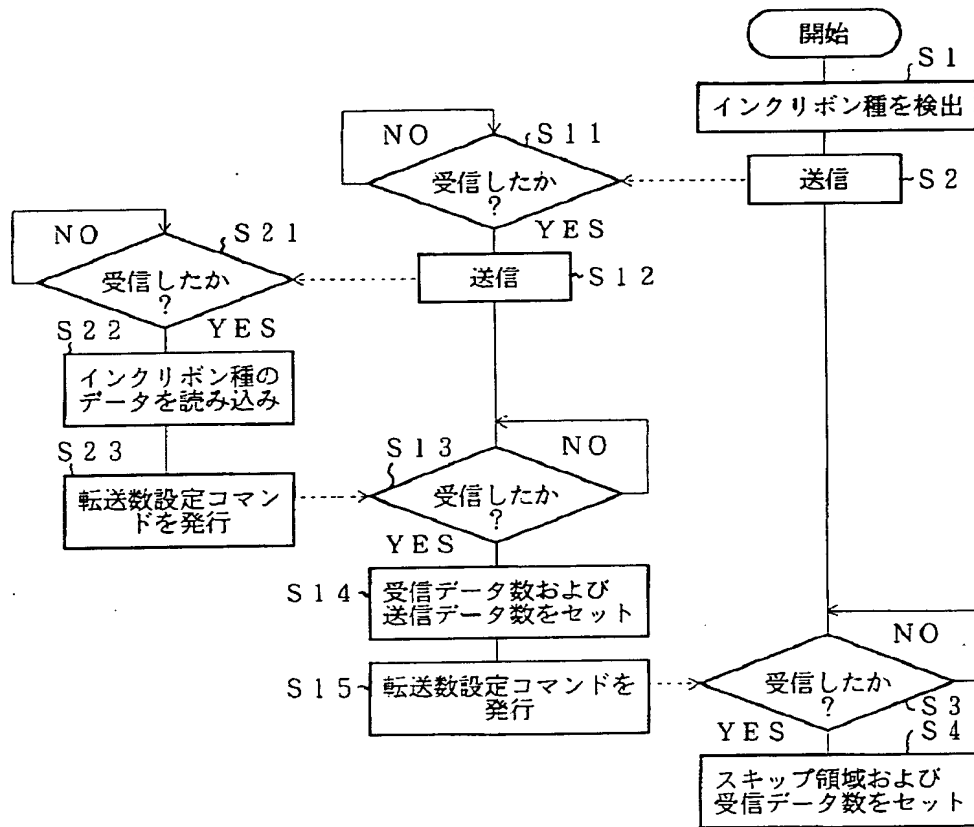 開始
S1
インクリボン種を検出
NO
S11
受信したか
?
YES
送信
S2
NO
S21
受信したか
?
YES
送信
S12
S22
インクリボン種の
データを読み込み
S23
転送数設定コマン
ドを発行
S13
NO
受信したか
?
YES
S14
受信データ数および
送信データ数をセット
S15
転送数設定コマンドを
発行
NO
受信したか
?
S3
YES
S4
スキップ領域および
受信データ数をセット